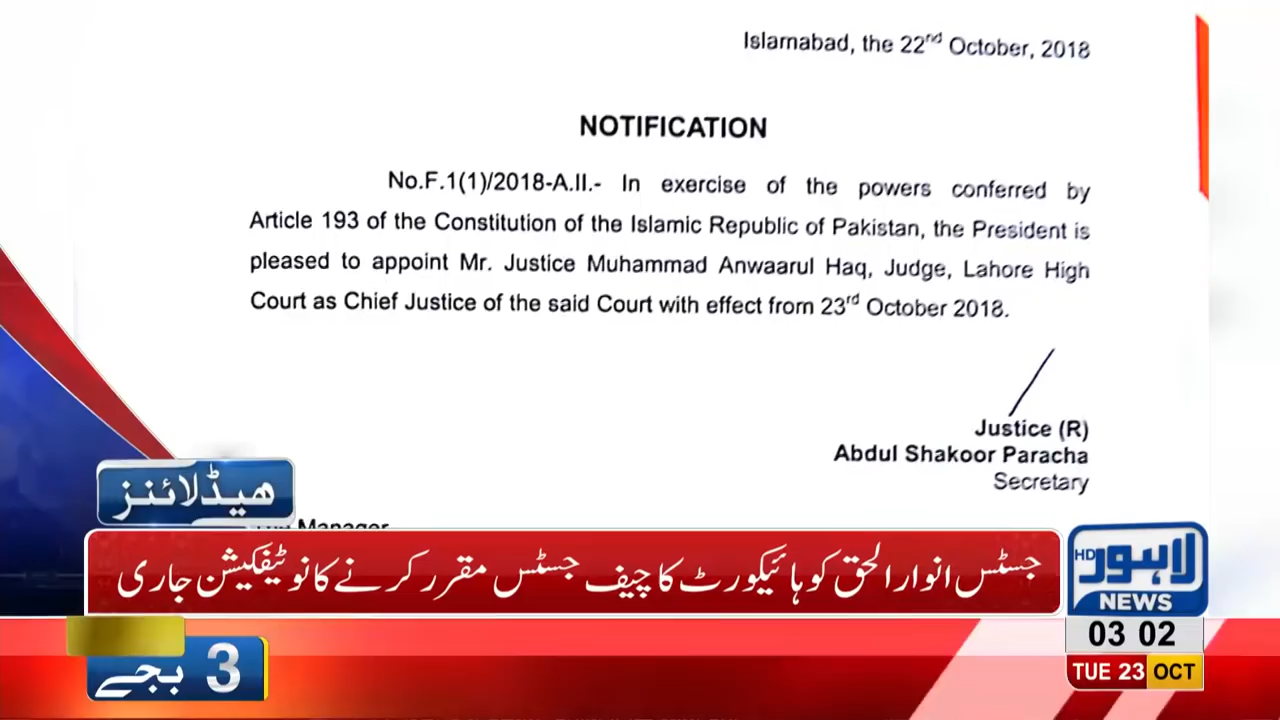 Islamabad, the 22nd October, 2018
NOTIFICATION
No.F.1(1)/2018-A.II.- In exercise of the powers conferred by
Article 193 of the Constitution of the Islamic Republic of Pakistan, the President is
pleased to appoint Mr. Justice Muhammad Anwaarul Haq, Judge, Lahore High
Court as Chief Justice of the said Court with effect from 23rd October 2018.
Justice (R)
Abdul Shakoor Paracha
Secretary
Manager
ہیڈلائنز
جسٹس انوارالحق کو ہائیکورٹ کا چیف جسٹس مقرر کرنے کا نوٹیفکیشن جاری
HD لاہور
NEWS
03 02
TUE 23 OCT
3 بجے